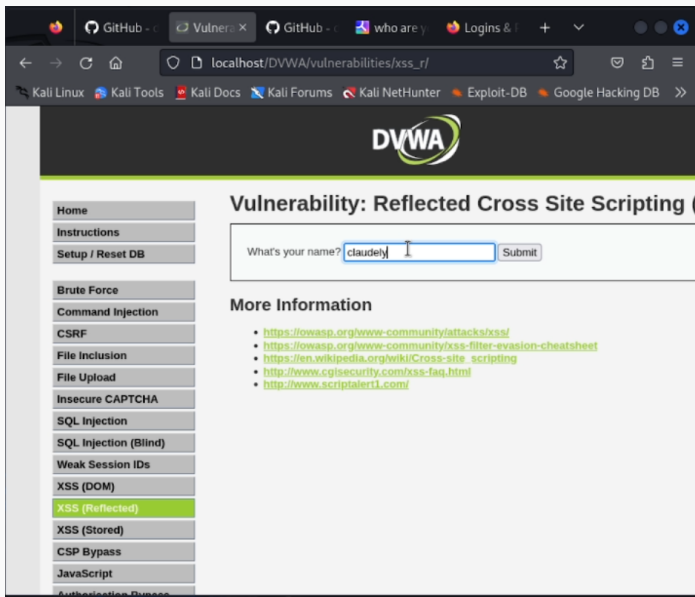 GitHub - Vulnera GitHub - who are y Logins &
localhost/DVWA/vulnerabilities/xss_r/
Kali Linux Kali Tools Kali Docs Kali Forums Kali NetHunter Exploit-DB Google Hacking DB
DVWA
Vulnerability: Reflected Cross Site Scripting (
Home
Instructions
Setup / Reset DB
What's your name? claudely Submit
Brute Force
Command Injection
CSRF
File Inclusion
File Upload
Insecure CAPTCHA
SQL Injection
SQL Injection (Blind)
Weak Session IDs
XSS (DOM)
XSS (Reflected)
XSS (Stored)
CSP Bypass
JavaScript
Authorisation Bypass
More Information
https://owasp.org/www-community/attacks/xss/
https://owasp.org/www-community/xss-filter-evasion-cheatsheet
https://en.wikipedia.org/wiki/Cross-site_scripting
http://www.cgisecurity.com/xss-faq.html
http://www.scriptalert1.com/